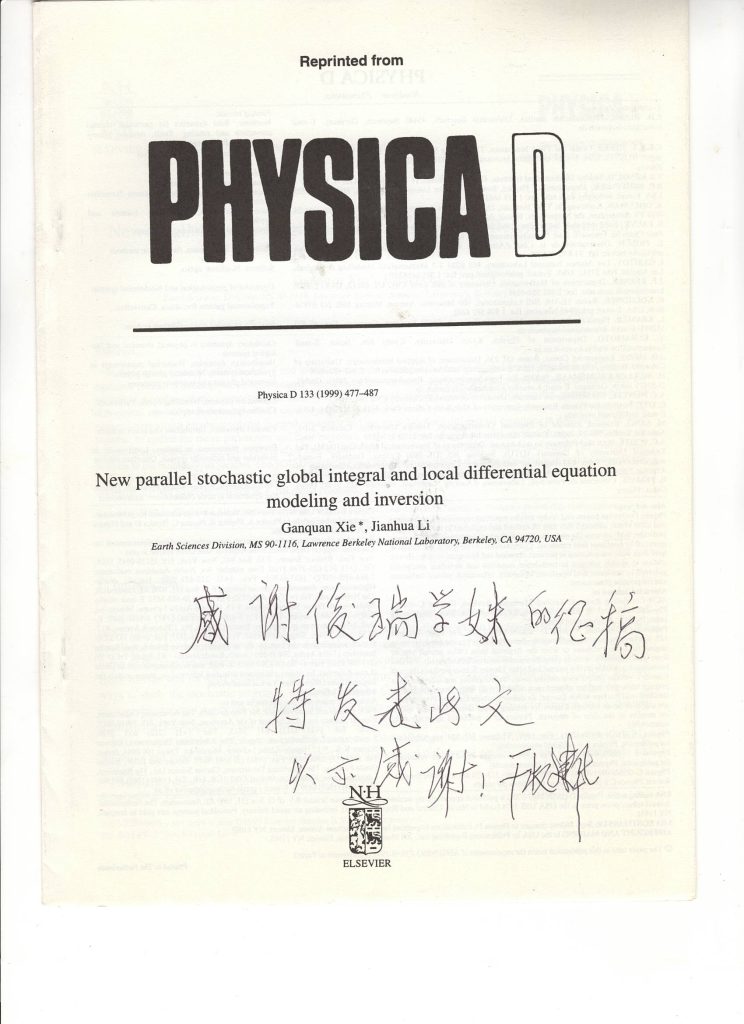 Reprinted from
PHYSICA D
Physica D 133 (1999) 477–487
New parallel stochastic global integral and local differential equation
modeling and inversion
Ganquan Xie *, Jianhua Li
Earth Sciences Division, MS 90-1116, Lawrence Berkeley National Laboratory, Berkeley, CA 94720, USA
感谢俊瑞学妹的征稿
特发表此文
以示感谢!
N·H
ELSEVIER